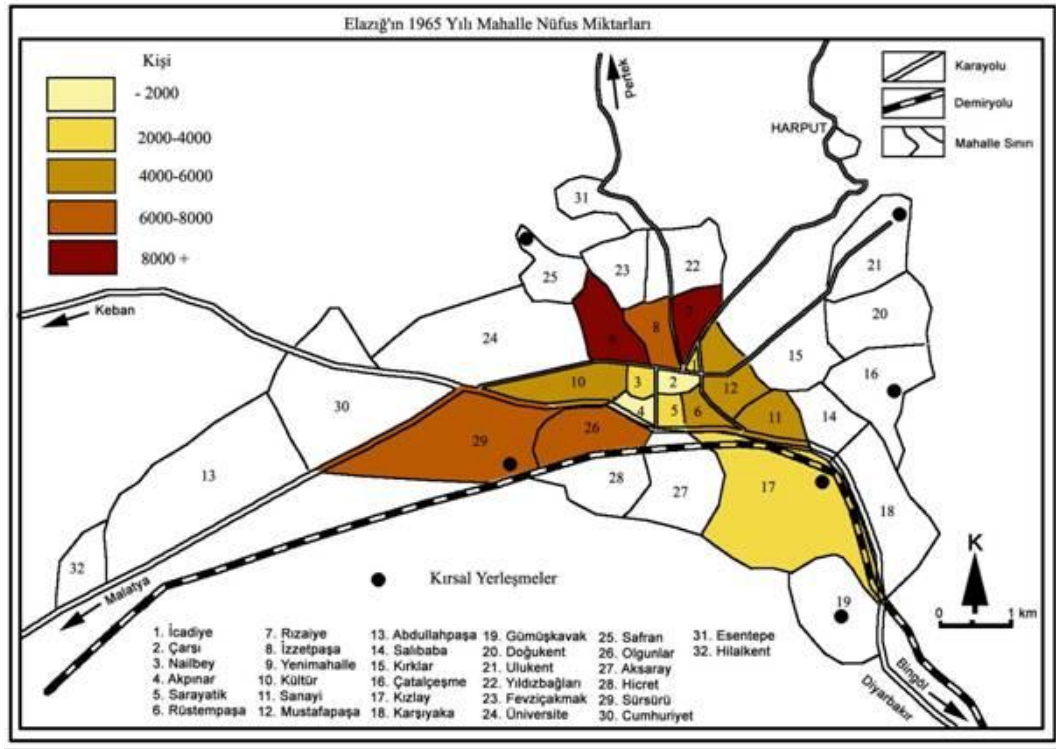 Elazığ'ın 1965 Yılı Mahalle Nüfus Miktarları
Kişi
- 2000
2000-4000
4000-6000
6000-8000
8000 +
Karayolu
Demiryolu
Mahalle Sınırı
Pertek
HARPUT
Keban
Malatya
Bingöl
Diyarbakır
31
25
23
22
21
20
24
9
8
7
15
16
1
10
3
2
12
30
4
5
6
11
14
29
26
13
28
27
17
18
32
19
K
0 1 km
Kırsal Yerleşmeler
1. İcadiye
2. Çarşı
3. Nailbey
4. Akpınar
5. Sarayatik
6. Rüstempaşa
7. Rızaiye
8. İzzetpaşa
9. Yenimahalle
10. Kültür
11. Sanayi
12. Mustafapaşa
13. Abdullahpaşa
14. Salıbaba
15. Kırklar
16. Çatalçeşme
17. Kızlay
18. Karşıyaka
19. Gümüşkavak
20. Doğukent
21. Ulukent
22. Yıldızbağları
23. Fevziçakmak
24. Üniversite
25. Safran
26. Olgunlar
27. Aksaray
28. Hicret
29. Sürsürü
30. Cumhuriyet
31. Esentepe
32. Hilalkent